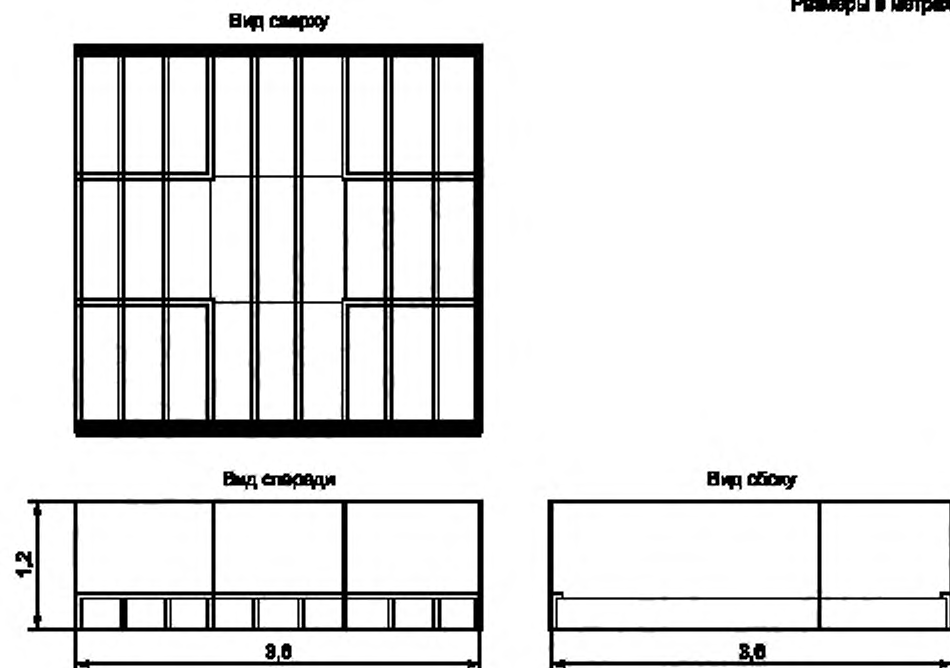 Вид сверху
Размеры в метрах
Вид спереди
Вид сбоку
1,2
3,6
3,6